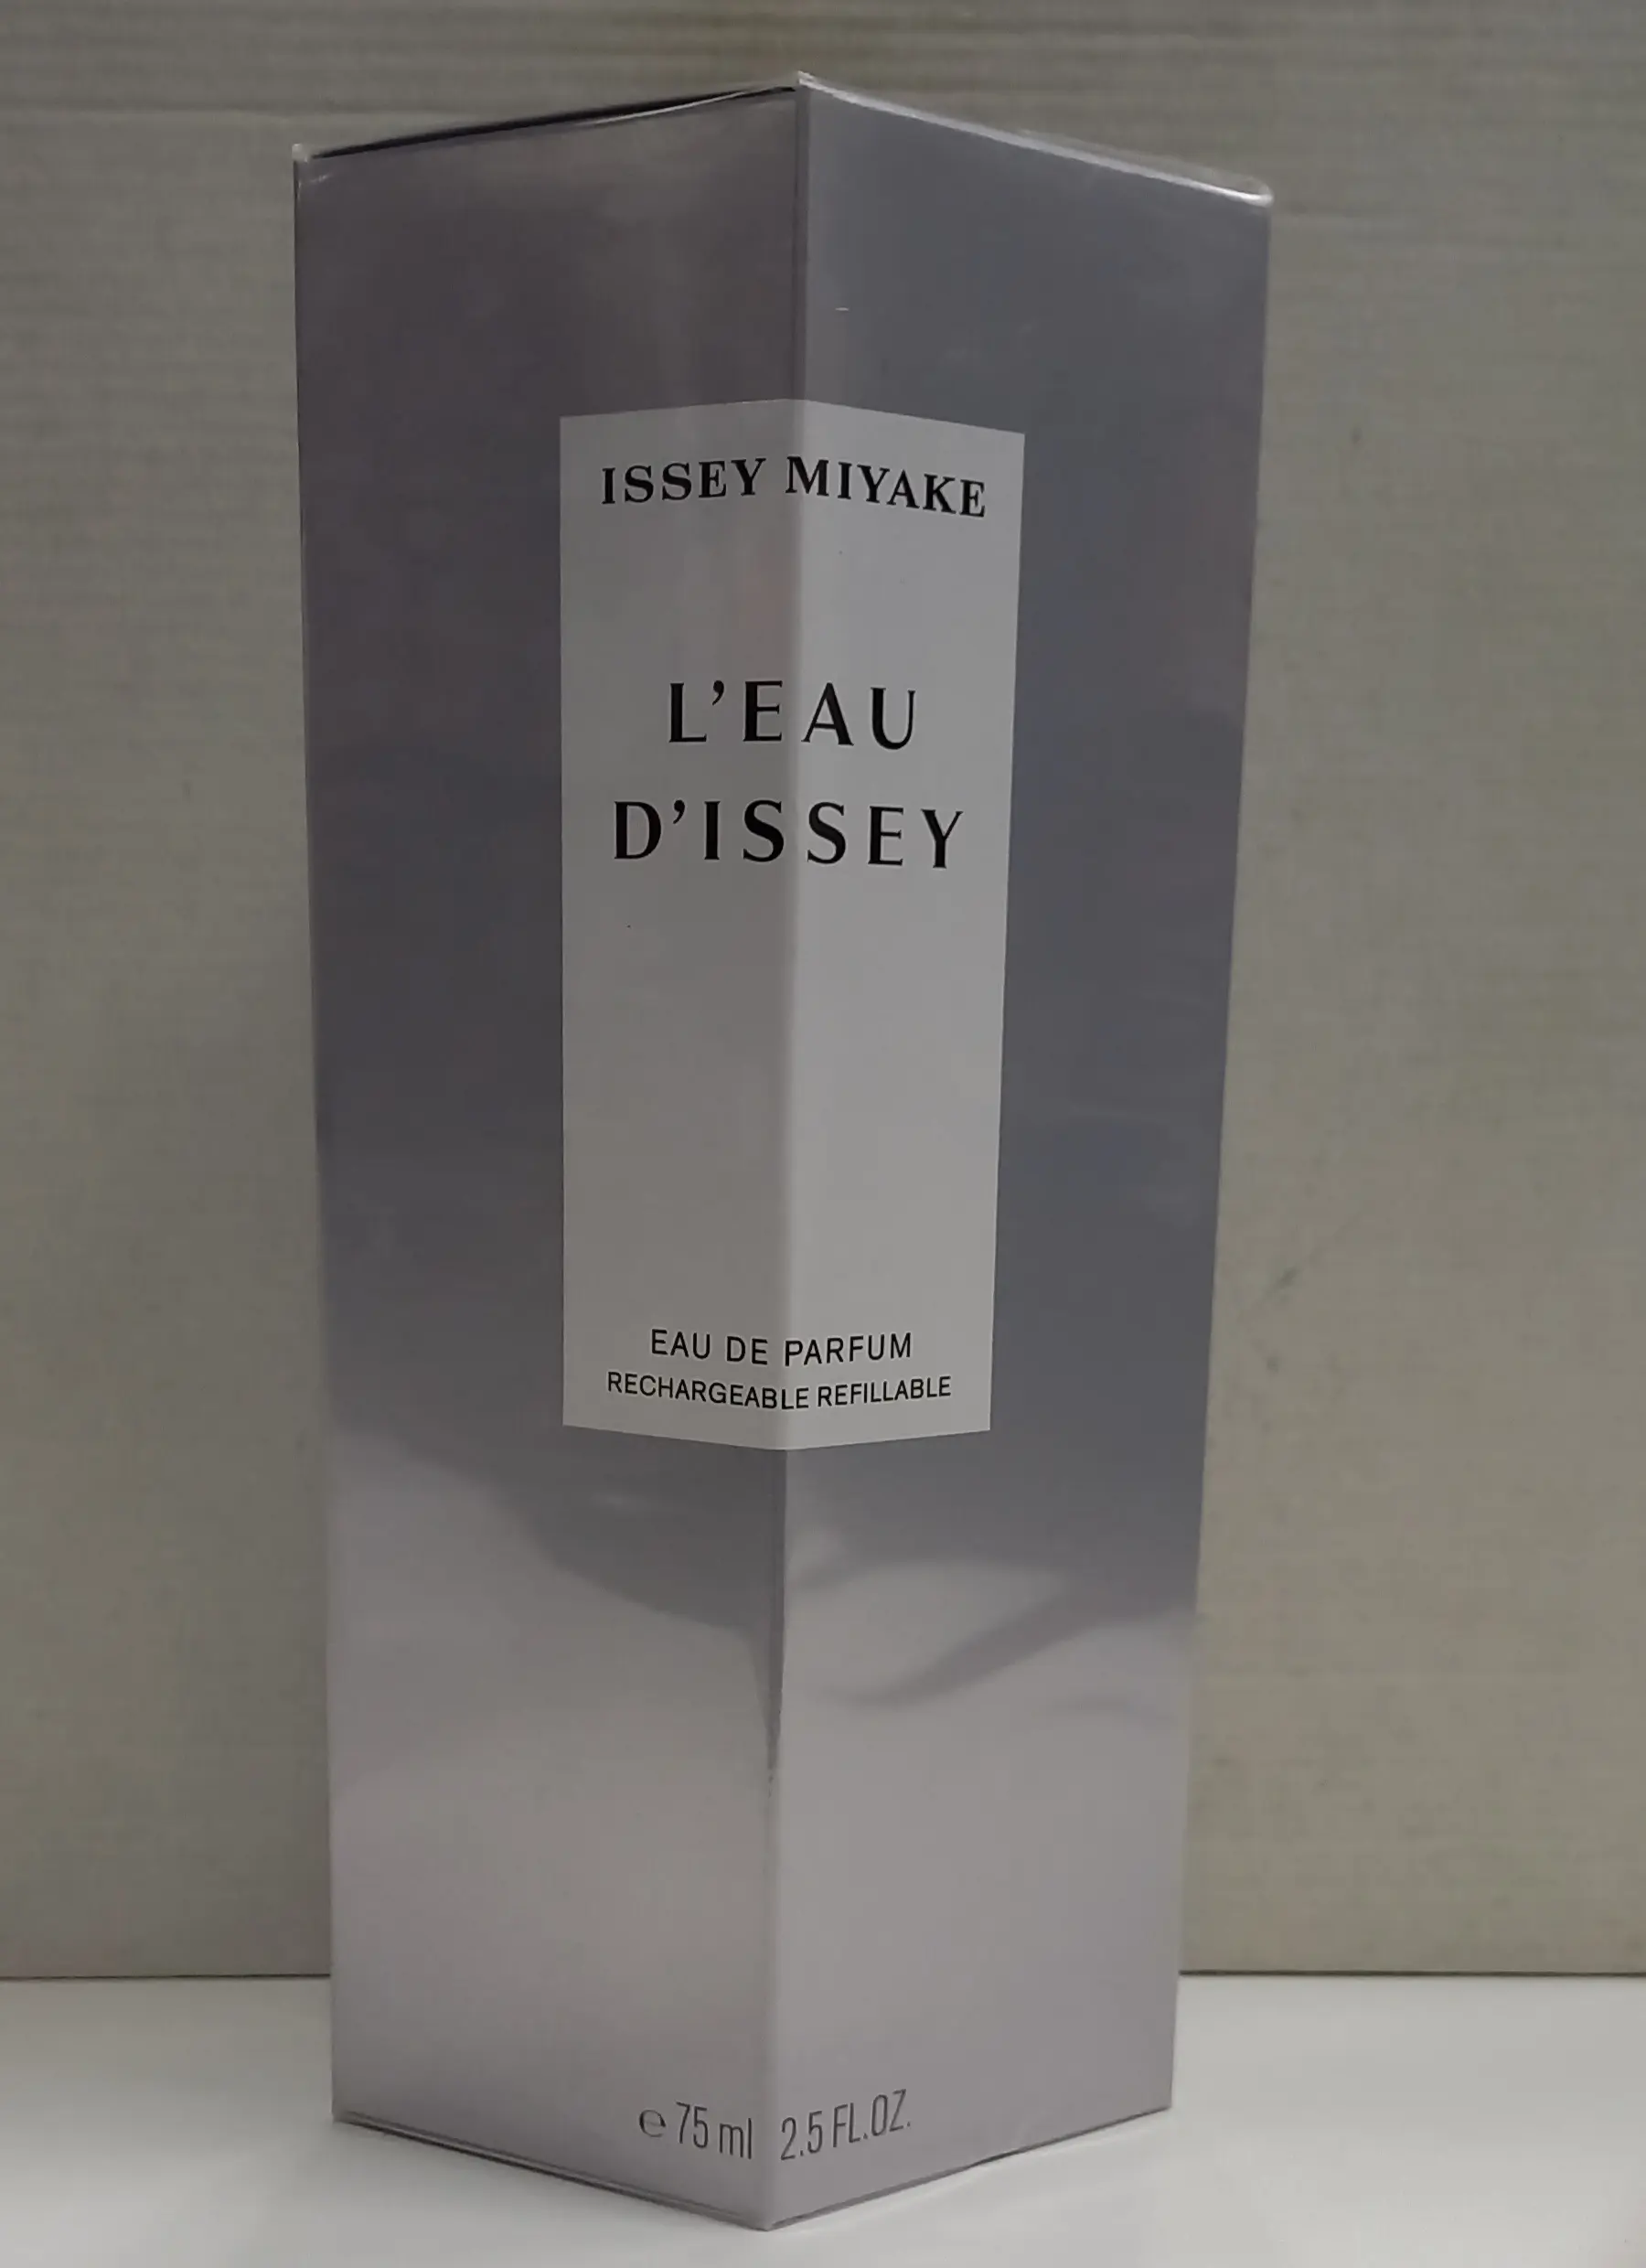 ISSEY MIYAKE
L'EAU
D'ISSEY
EAU DE PARFUM
RECHARGEABLE REFILLABLE
℮ 75 ml 2.5 FL.OZ.